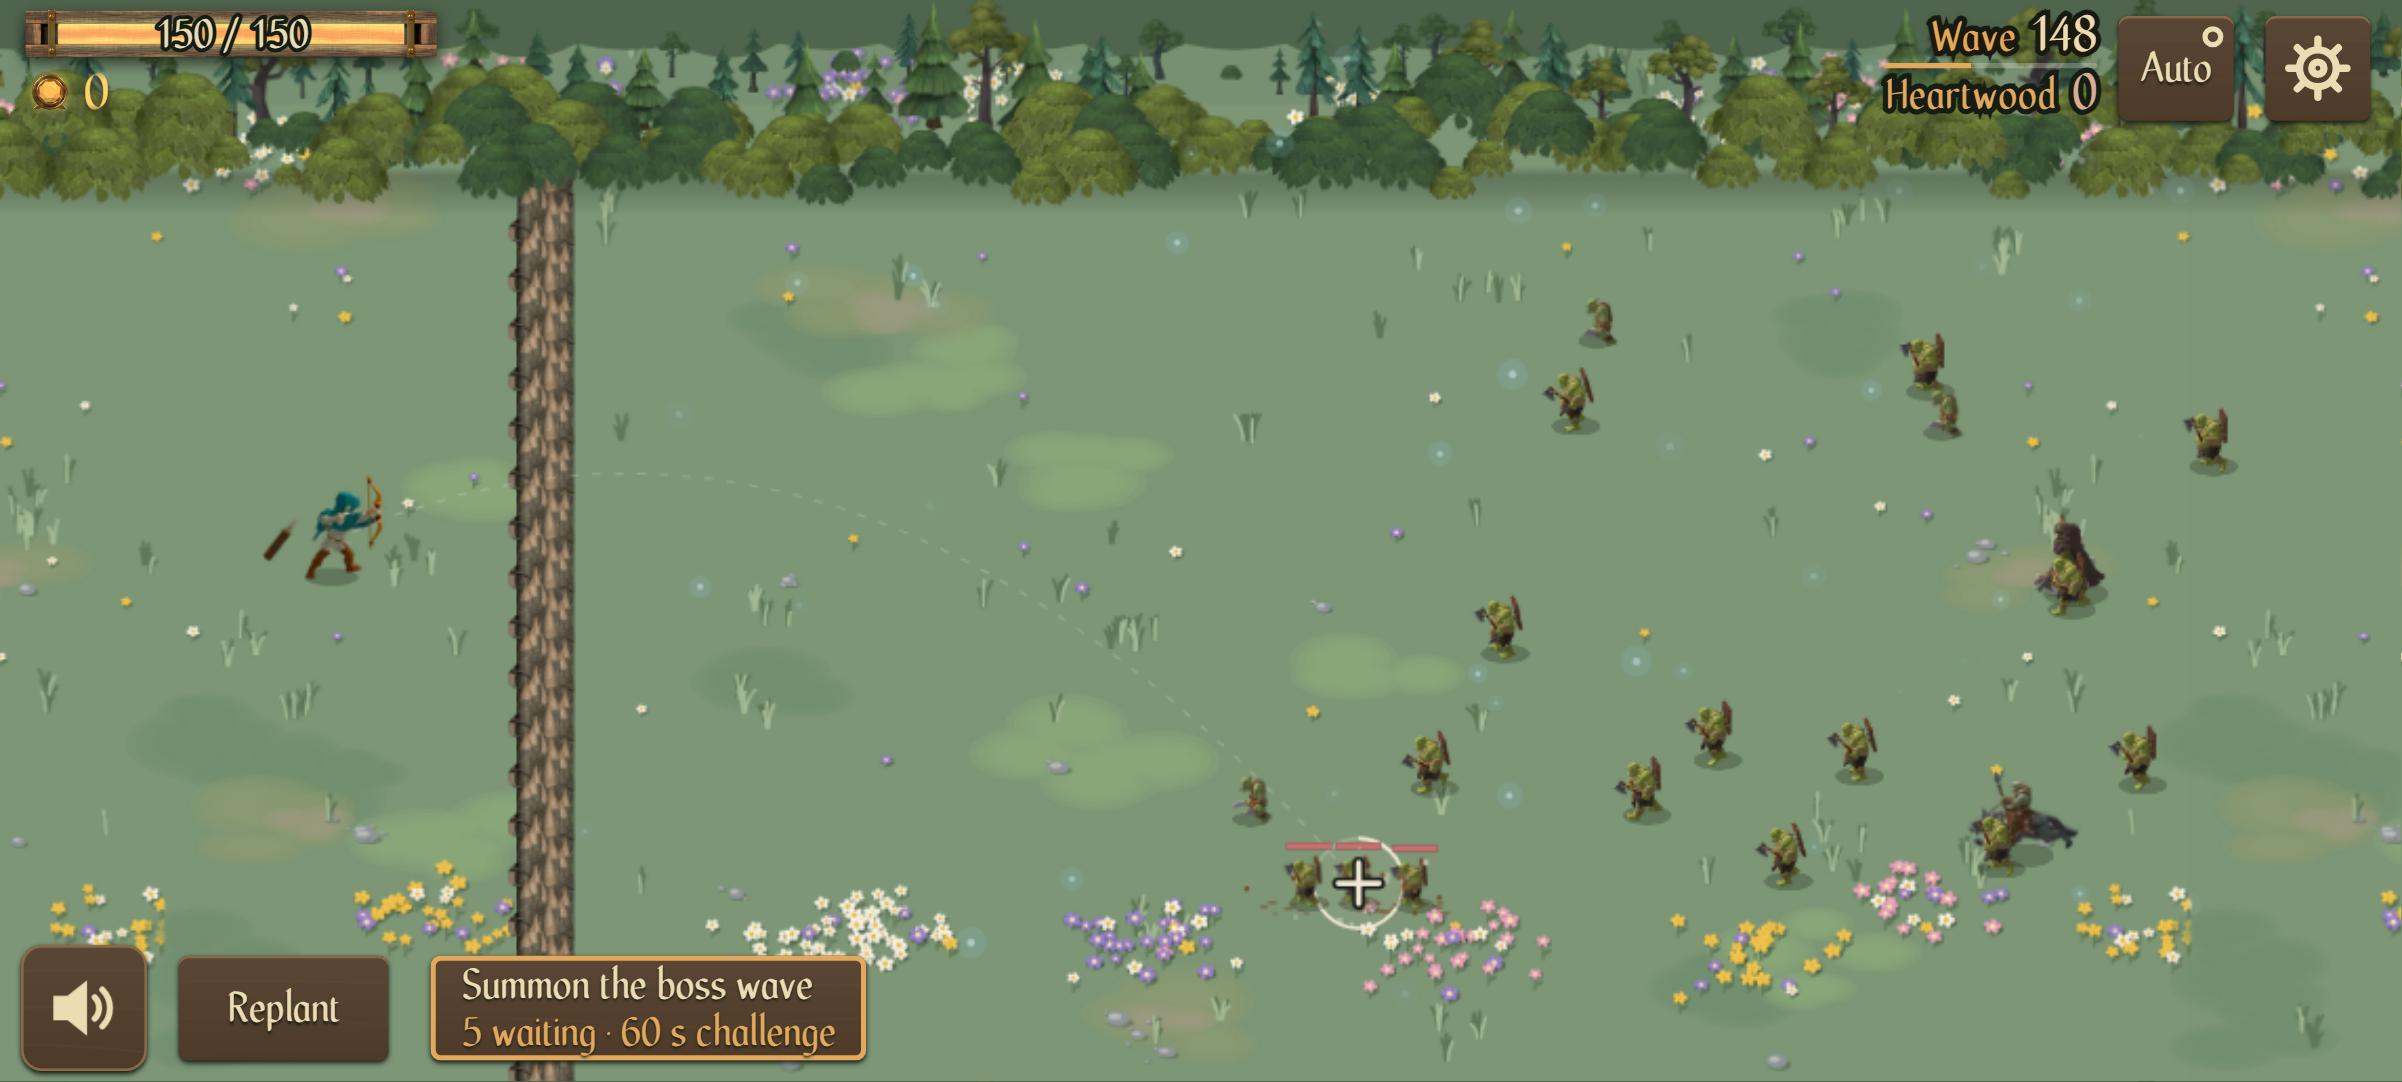 150 / 150
0
Wave 148
Heartwood 0
Auto
Replant
Summon the boss wave
5 waiting · 60 s challenge